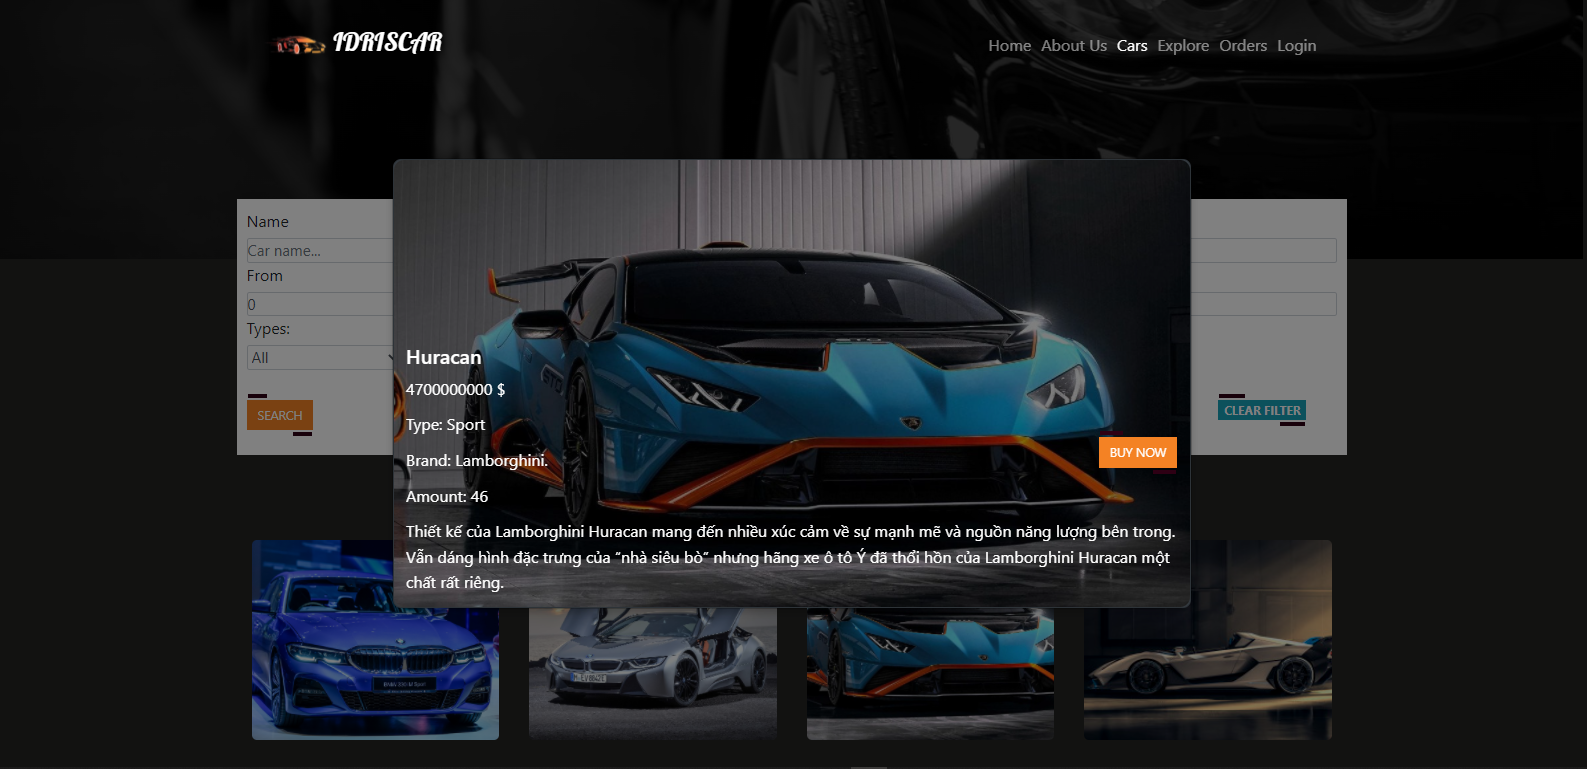 IDRISCAR
Home About Us Cars Explore Orders Login
Name
Car name...
From
0
Types:
All
SEARCH
CLEAR FILTER
STO
STO
Huracan
4700000000 $
Type: Sport
Brand: Lamborghini.
Amount: 46
BUY NOW
Thiết kế của Lamborghini Huracan mang đến nhiều xúc cảm về sự mạnh mẽ và nguồn năng lượng bên trong.
Vẫn dáng hình đặc trưng của “nhà siêu bò” nhưng hãng xe ô tô Ý đã thổi hồn của Lamborghini Huracan một
chất rất riêng.